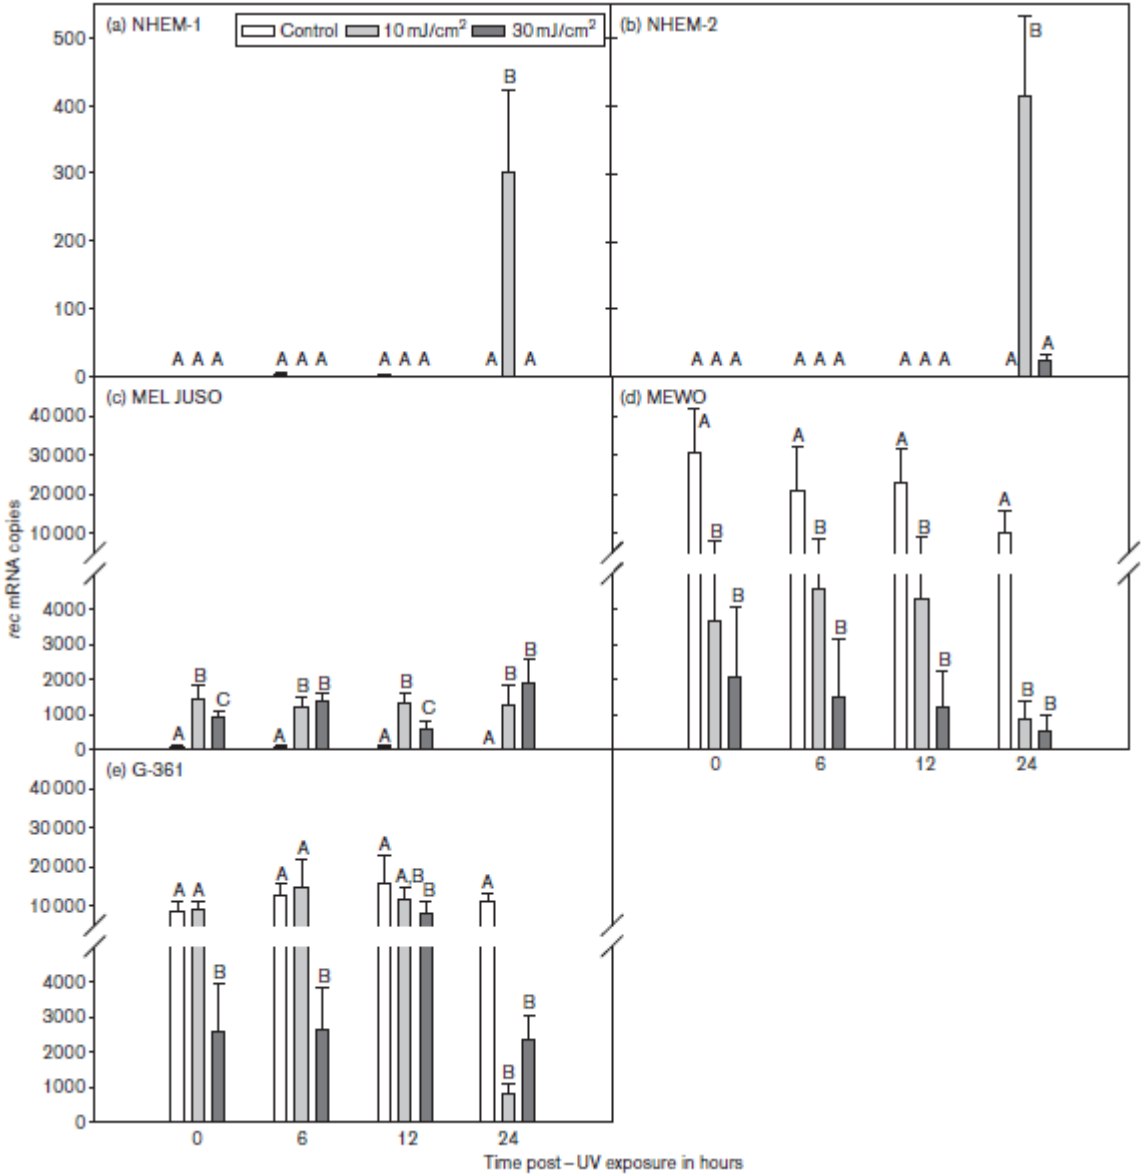 (a) NHEM-1
Control 10 mJ/cm² 30 mJ/cm²
(b) NHEM-2
500
400
300
200
100
0
B
B
A A A A A A A A A A A
A A A A A A A A A A A
(c) MEL JUSO
(d) MEWO
40 000
30 000
20 000
10 000
4000
3000
2000
1000
0
A B C A B B A B C A B B
A B B A B B A B B A B B
0 6 12 24
(e) G-361
40 000
30 000
20 000
10 000
4000
3000
2000
1000
0
A A B A A B A A,B B A B B
0 6 12 24
rec mRNA copies
Time post – UV exposure in hours